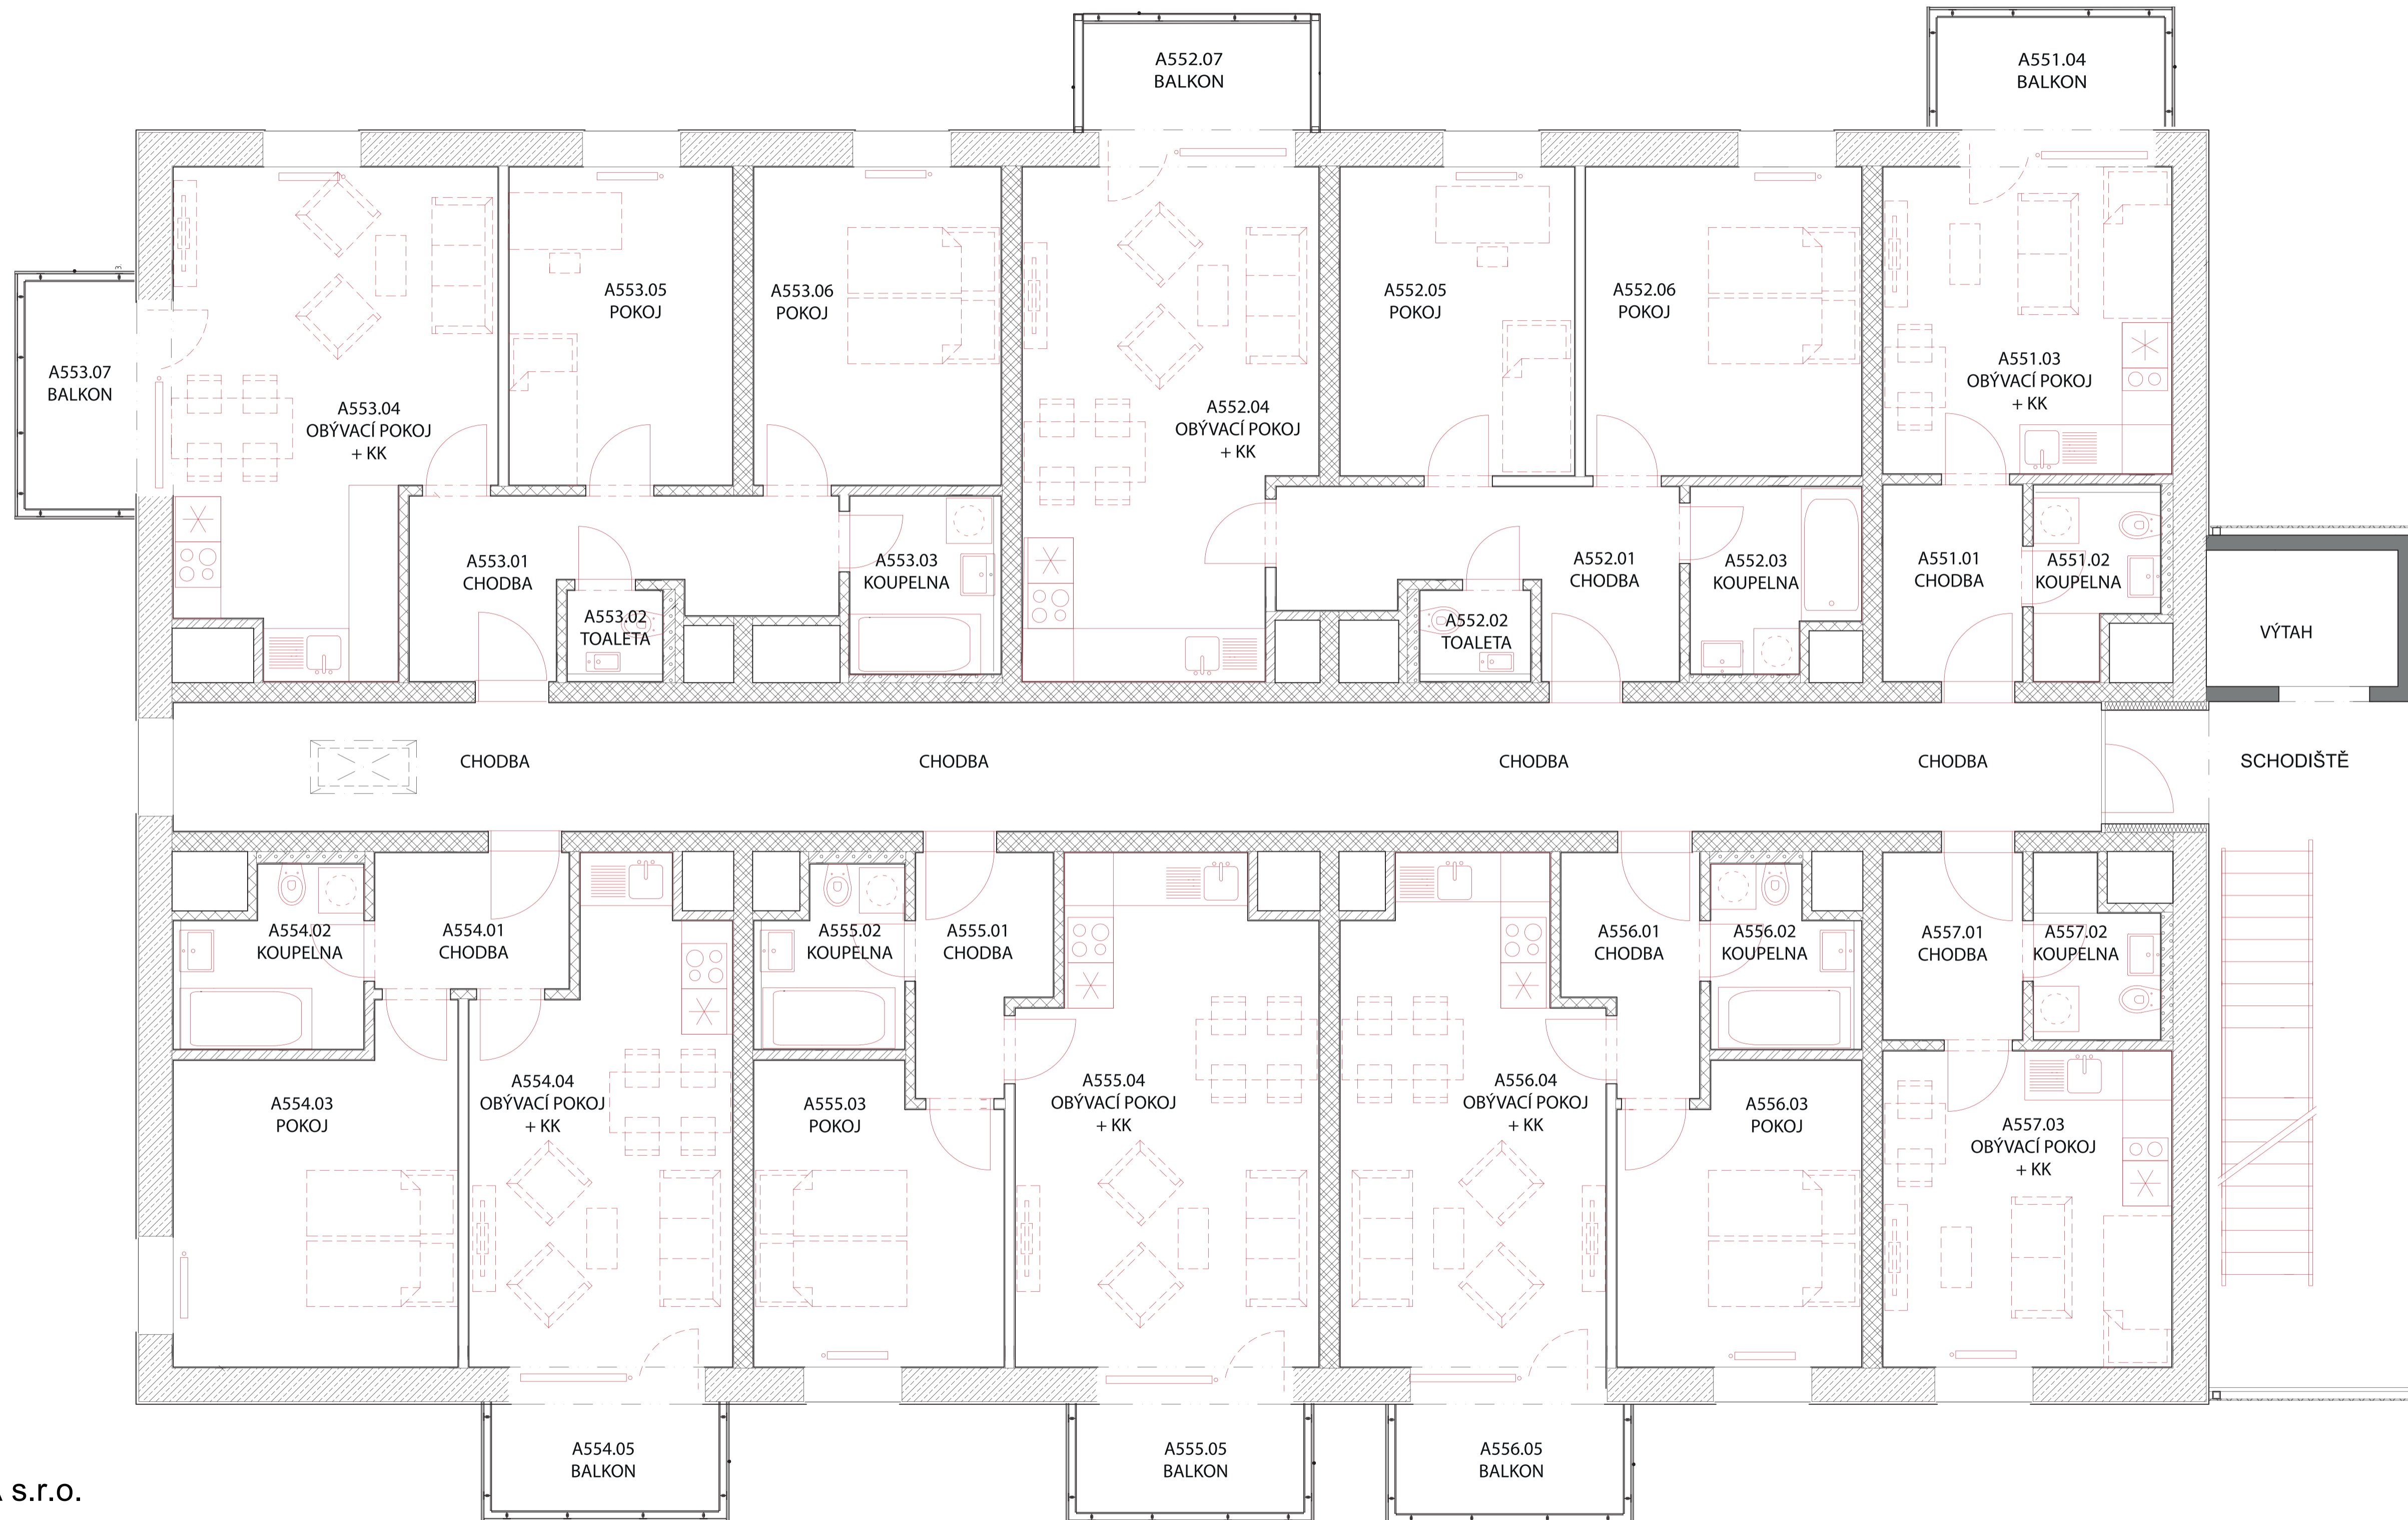 A552.07
BALKON
A551.04
BALKON
A553.07
BALKON
A553.04
OBÝVACÍ POKOJ
+ KK
A553.05
POKOJ
A553.06
POKOJ
A552.04
OBÝVACÍ POKOJ
+ KK
A552.05
POKOJ
A552.06
POKOJ
A551.03
OBÝVACÍ POKOJ
+ KK
A553.01
CHODBA
A553.02
TOALETA
A553.03
KOUPELNA
A552.02
TOALETA
A552.01
CHODBA
A552.03
KOUPELNA
A551.01
CHODBA
A551.02
KOUPELNA
VÝTAH
CHODBA
CHODBA
CHODBA
CHODBA
SCHODIŠTĚ
A554.02
KOUPELNA
A554.01
CHODBA
A555.02
KOUPELNA
A555.01
CHODBA
A556.01
CHODBA
A556.02
KOUPELNA
A557.01
CHODBA
A557.02
KOUPELNA
A554.03
POKOJ
A554.04
OBÝVACÍ POKOJ
+ KK
A555.03
POKOJ
A555.04
OBÝVACÍ POKOJ
+ KK
A556.04
OBÝVACÍ POKOJ
+ KK
A556.03
POKOJ
A557.03
OBÝVACÍ POKOJ
+ KK
A554.05
BALKON
A555.05
BALKON
A556.05
BALKON
s.r.o.